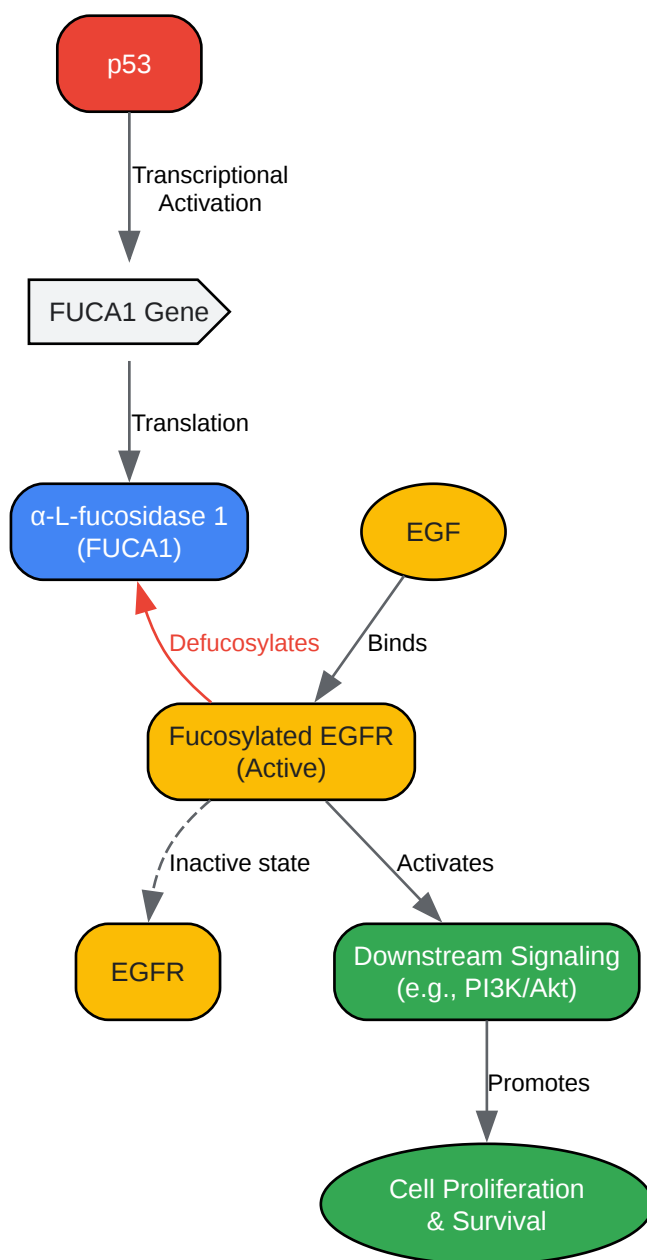 p53
Transcriptional
Activation
FUCA1 Gene
Translation
α-L-fucosidase 1
(FUCA1)
EGF
Defucosylates
Binds
Fucosylated EGFR
(Active)
Inactive state
Activates
EGFR
Downstream Signaling
(e.g., PI3K/Akt)
Promotes
Cell Proliferation
& Survival